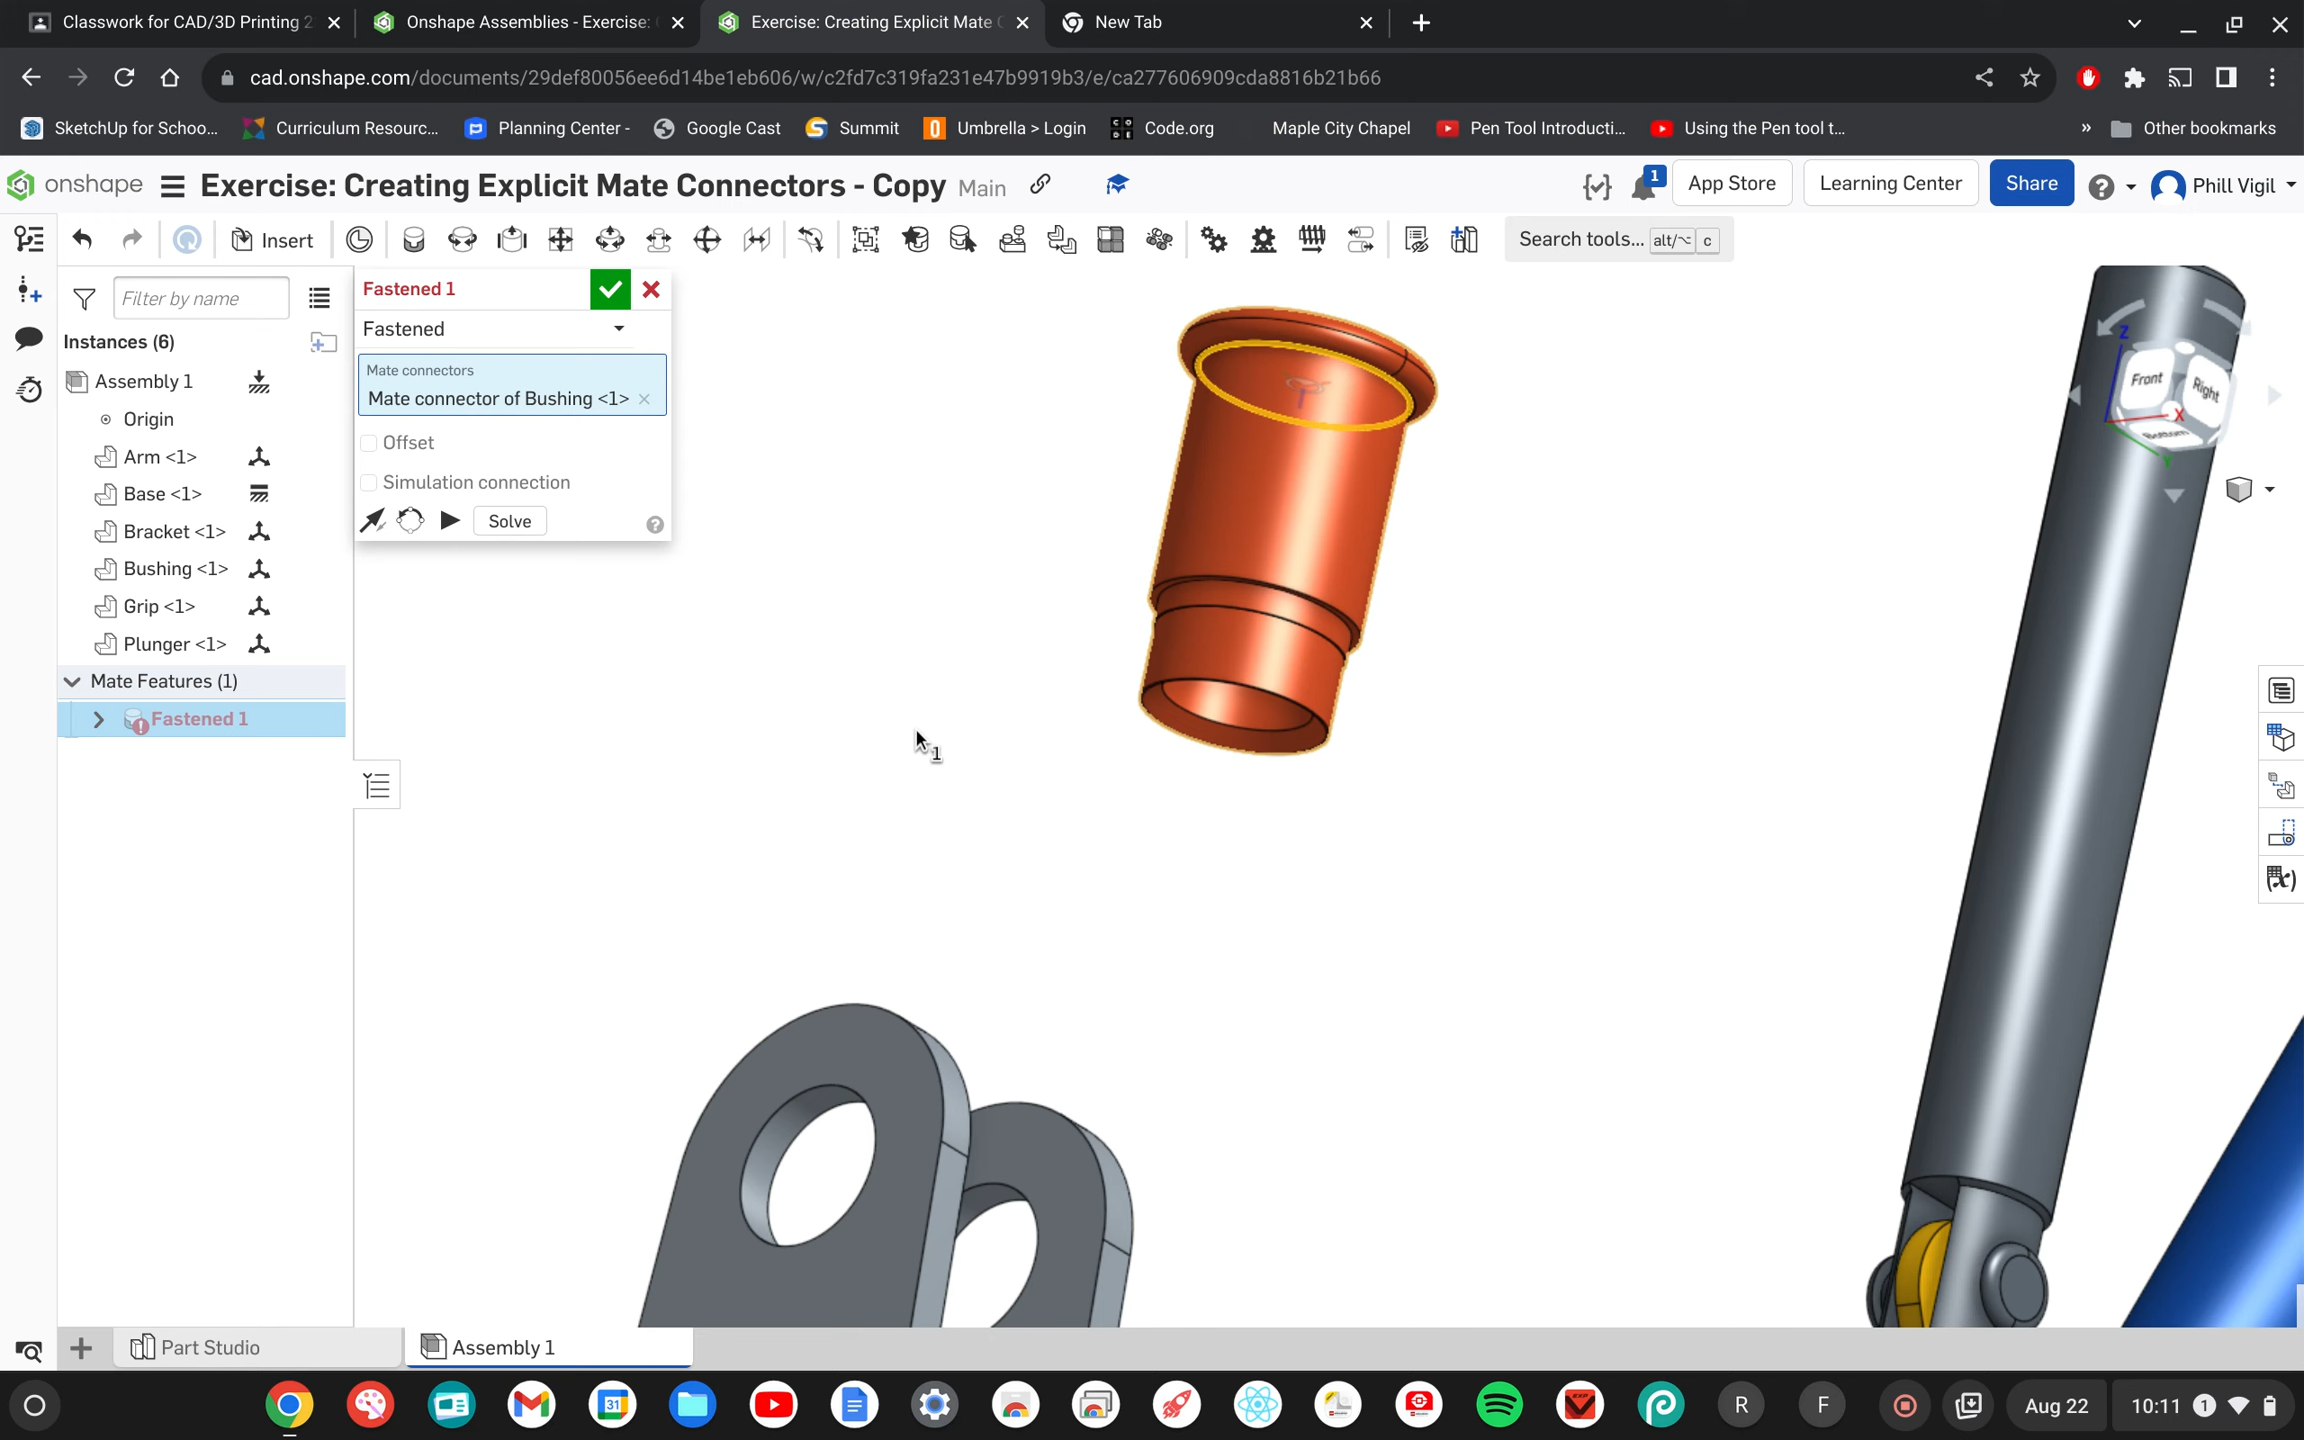 Classwork for CAD/3D Printing 2
Onshape Assemblies - Exercise: C
Exercise: Creating Explicit Mate C
New Tab
cad.onshape.com/documents/29def80056ee6d14be1eb606/w/c2fd7c319fa231e47b9919b3/e/ca277606909cda8816b21b66
SketchUp for Schoo...
Curriculum Resourc...
Planning Center -
Google Cast
Summit
Umbrella > Login
Code.org
Maple City Chapel
Pen Tool Introducti...
Using the Pen tool t...
»
Other bookmarks
onshape
Exercise: Creating Explicit Mate Connectors - Copy
Main
1
App Store
Learning Center
Share
Phill Vigil
Insert
Search tools... alt/⌥ c
Filter by name
Fastened 1
Fastened
Instances (6)
Mate connectors
Mate connector of Bushing <1>
Assembly 1
Origin
Offset
Arm <1>
Simulation connection
Base <1>
Solve
Bracket <1>
Bushing <1>
Grip <1>
Plunger <1>
Mate Features (1)
Fastened 1
Z
Front
Right
X
Bottom
Y
1
(x)
Part Studio
Assembly 1
31
R
F
Aug 22
10:11
1